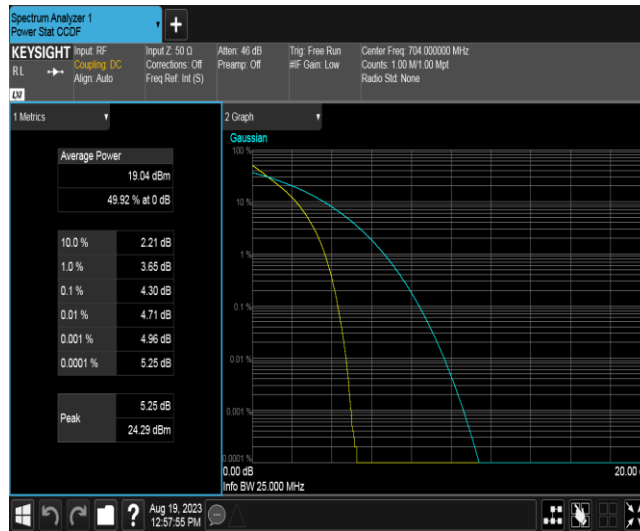 Spectrum Analyzer 1
Power Stat CCDF
+
KEYSIGHT
RL
LXI
Input: RF
Coupling: DC
Align: Auto
Input Z: 50 Ω
Corrections: Off
Freq Ref: Int (S)
Atten: 46 dB
Preamp: Off
Trig: Free Run
#IF Gain: Low
Center Freq: 704.000000 MHz
Counts: 1.00 M/1.00 Mpt
Radio Std: None
1 Metrics
Average Power
19.04 dBm
49.92 % at 0 dB
10.0 % 2.21 dB
1.0 % 3.65 dB
0.1 % 4.30 dB
0.01 % 4.71 dB
0.001 % 4.96 dB
0.0001 % 5.25 dB
Peak
5.25 dB
24.29 dBm
2 Graph
Gaussian
100 %
10 %
1 %
0.1 %
0.01 %
0.001 %
0.0001 %
0.00 dB
20.00
Info BW 25.000 MHz
?
Aug 19, 2023
12:57:55 PM